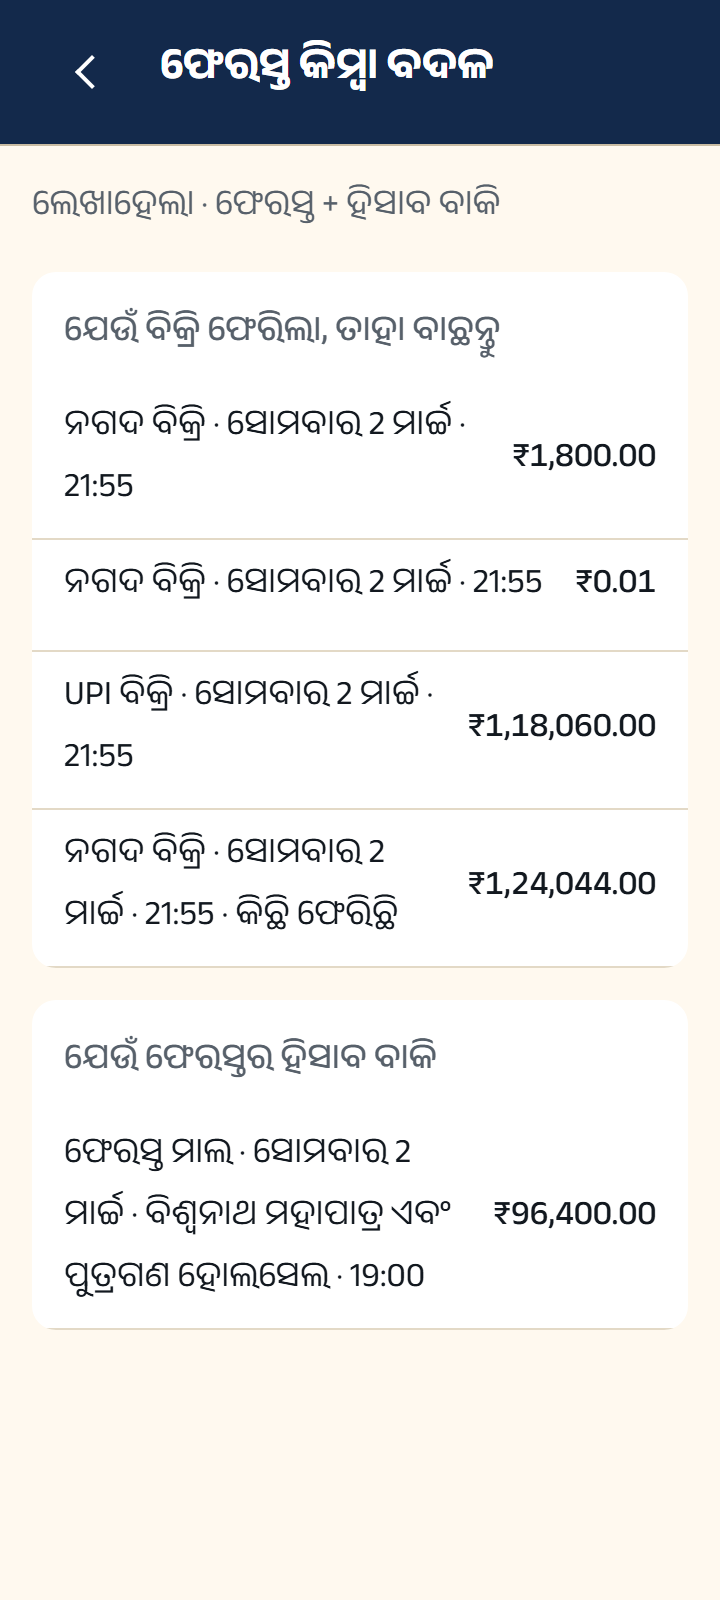 ଫେରସ୍ତ କିମ୍ବା ବଦଳ
ଲେଖାହେଲା · ଫେରସ୍ତ + ହିସାବ ବାକି
ଯେଉଁ ବିକ୍ରି ଫେରିଲା, ତାହା ବାଛନ୍ତୁ
ନଗଦ ବିକ୍ରି · ସୋମବାର 2 ମାର୍ଚ୍ଚ ·
21:55
₹1,800.00
ନଗଦ ବିକ୍ରି · ସୋମବାର 2 ମାର୍ଚ୍ଚ · 21:55 ₹0.01
UPI ବିକ୍ରି · ସୋମବାର 2 ମାର୍ଚ୍ଚ ·
21:55
₹1,18,060.00
ନଗଦ ବିକ୍ରି · ସୋମବାର 2
ମାର୍ଚ୍ଚ · 21:55 · କିଛି ଫେରିଛି
₹1,24,044.00
ଯେଉଁ ଫେରସ୍ତର ହିସାବ ବାକି
ଫେରସ୍ତ ମାଲ · ସୋମବାର 2
ମାର୍ଚ୍ଚ · ବିଶ୍ୱନାଥ ମହାପାତ୍ର ଏବଂ
ପୁତ୍ରଗଣ ହୋଲସେଲ · 19:00
₹96,400.00